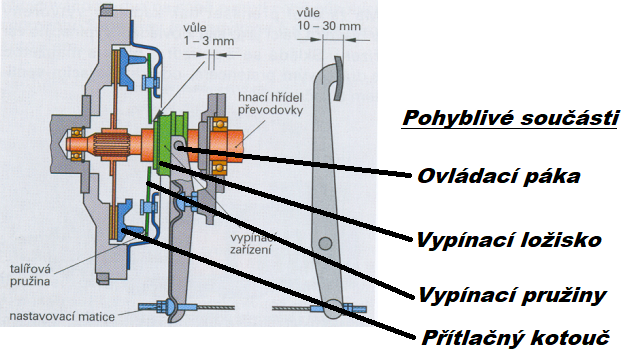 vůle
1 – 3 mm
vůle
10 – 30 mm
hnací hřídel
převodovky
Pohyblivé součásti
Ovládací páka
Vypínací ložisko
vypínací
zařízení
talířová
pružina
Vypínací pružiny
nastavovací matice
Přítlačný kotouč